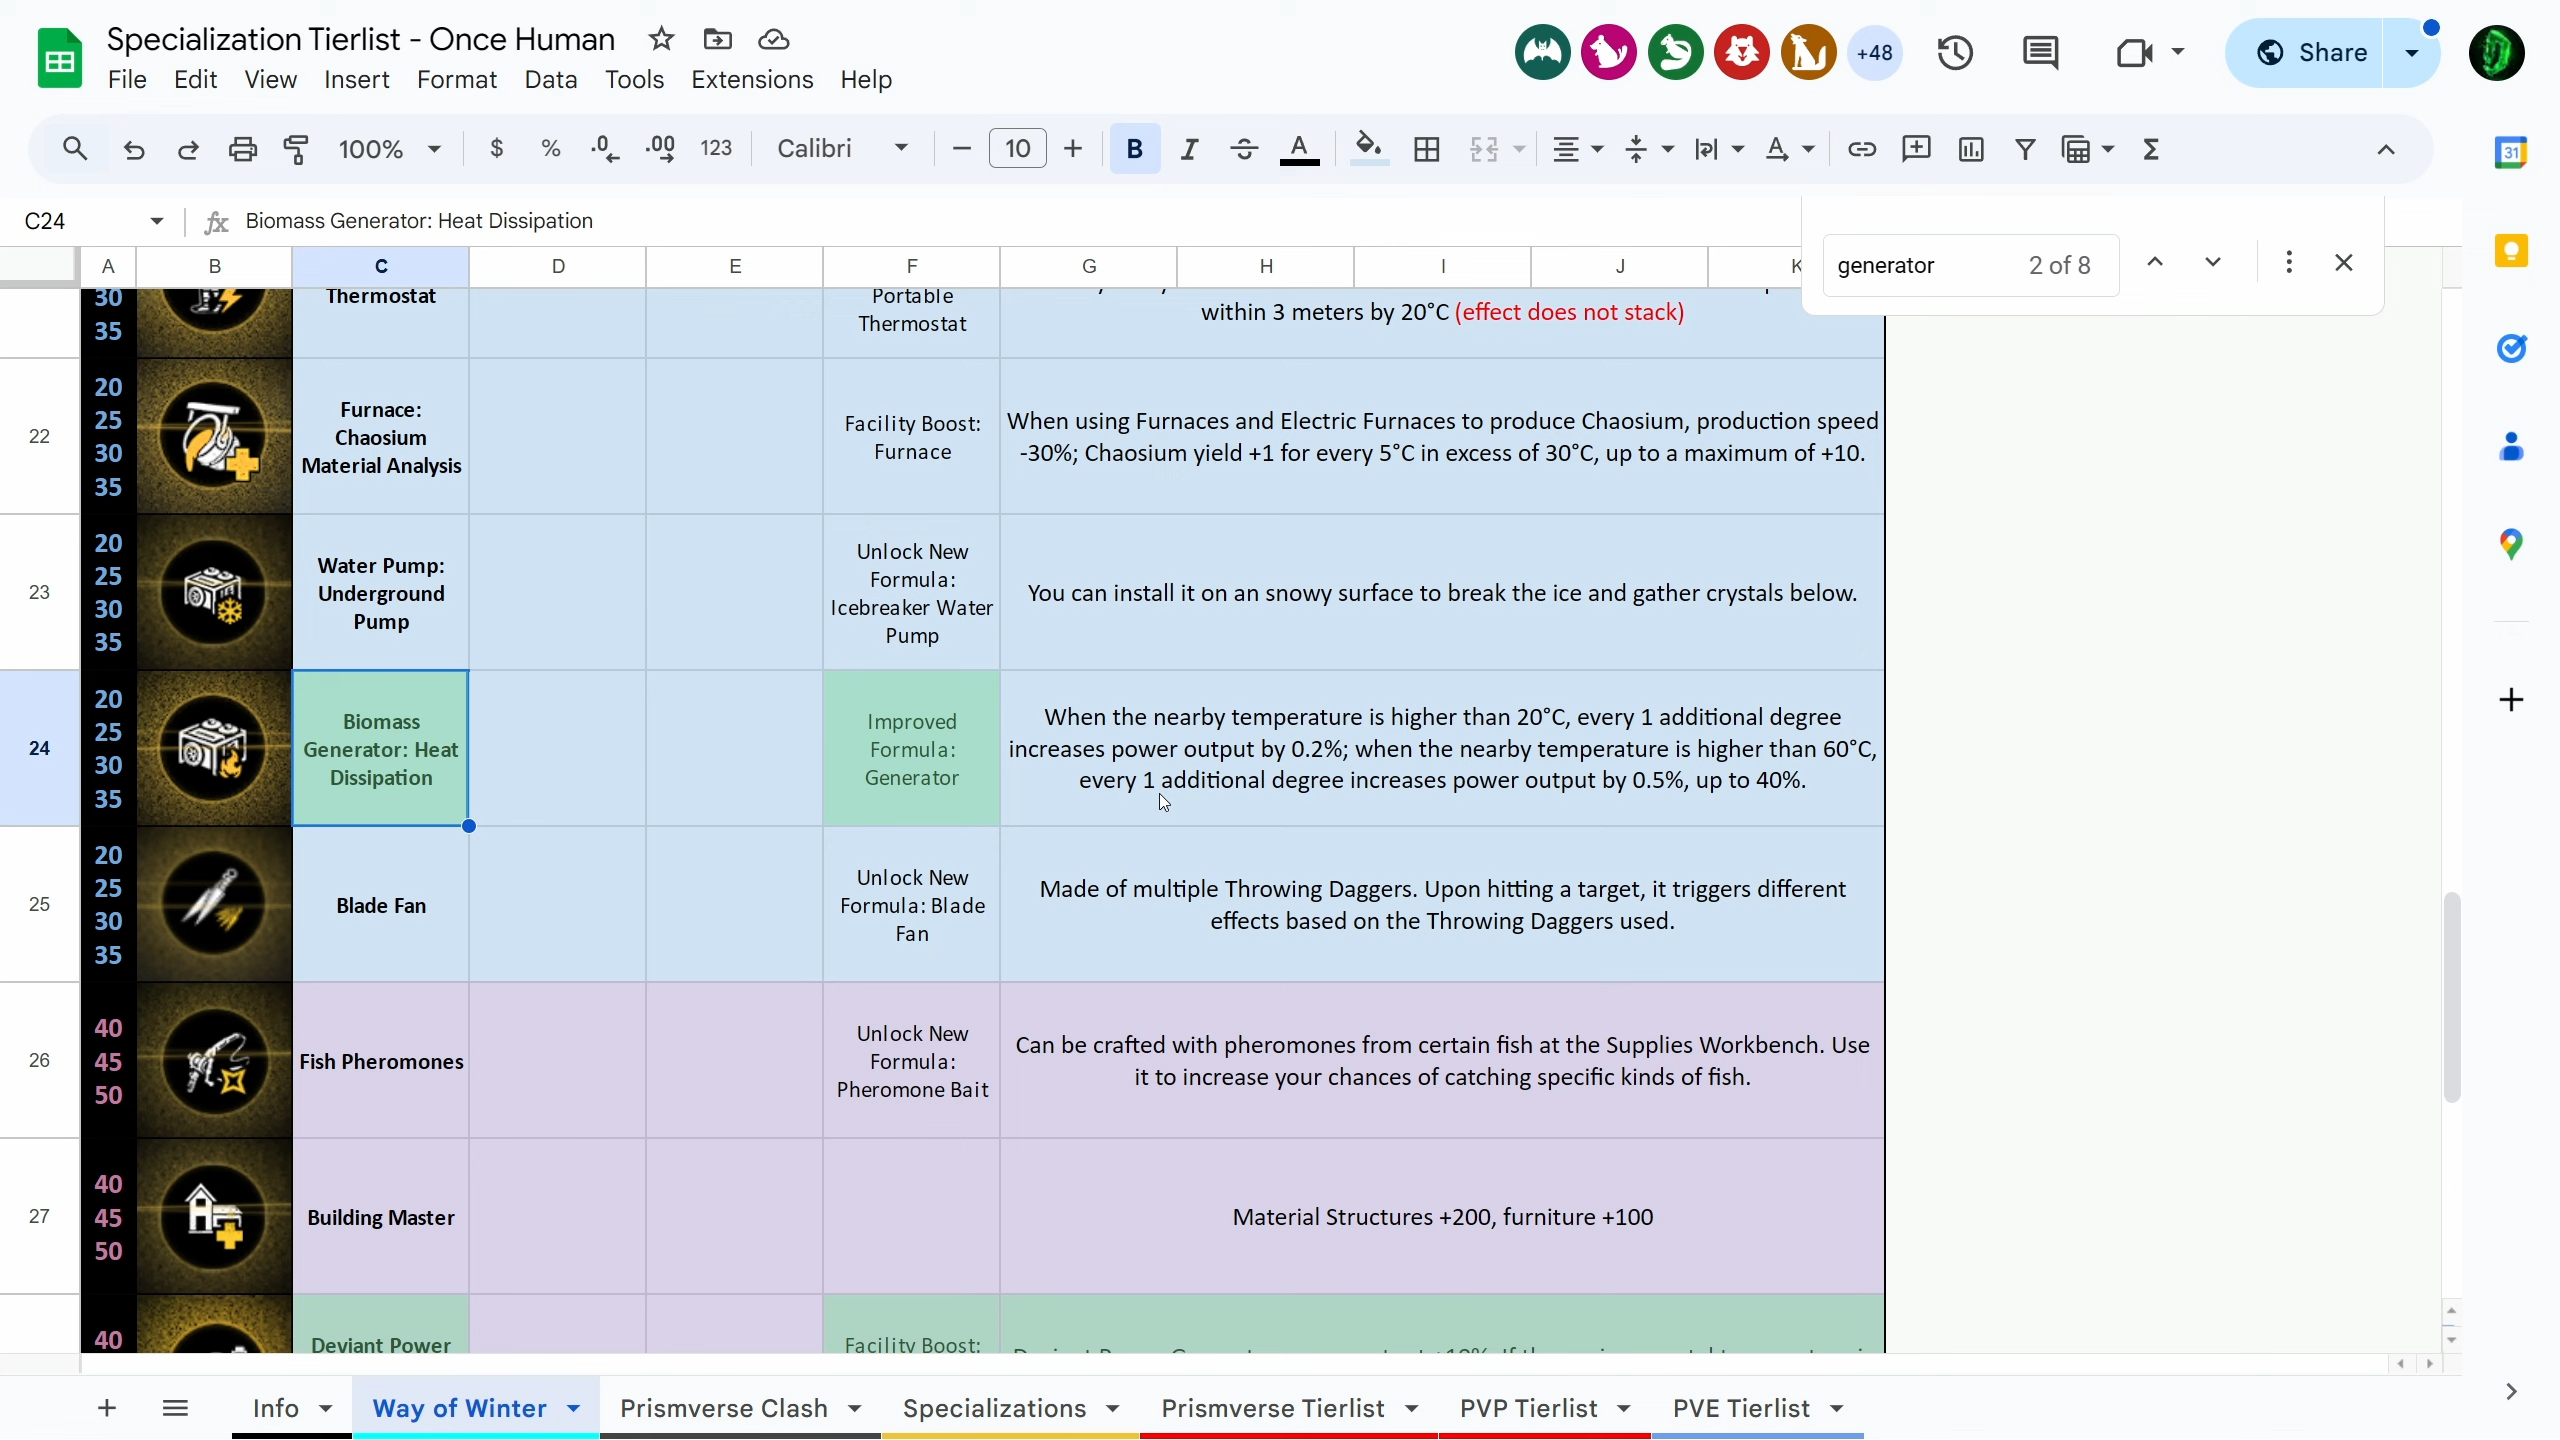 Specialization Tierlist - Once Human
File Edit View Insert Format Data Tools Extensions Help
+48
Share
100%
$ % .0 .00 123
Calibri
10
B I A
C24
Biomass Generator: Heat Dissipation
generator 2 of 8
31
A B C D E F G H I J K
30
35
Thermostat
Portable
Thermostat
within 3 meters by 20°C (effect does not stack)
22
20
25
30
35
Furnace:
Chaosium
Material Analysis
Facility Boost:
Furnace
When using Furnaces and Electric Furnaces to produce Chaosium, production speed
-30%; Chaosium yield +1 for every 5°C in excess of 30°C, up to a maximum of +10.
23
20
25
30
35
Water Pump:
Underground
Pump
Unlock New
Formula:
Icebreaker Water
Pump
You can install it on an snowy surface to break the ice and gather crystals below.
24
20
25
30
35
Biomass
Generator: Heat
Dissipation
Improved
Formula:
Generator
When the nearby temperature is higher than 20°C, every 1 additional degree
increases power output by 0.2%; when the nearby temperature is higher than 60°C,
every 1 additional degree increases power output by 0.5%, up to 40%.
25
20
25
30
35
Blade Fan
Unlock New
Formula: Blade
Fan
Made of multiple Throwing Daggers. Upon hitting a target, it triggers different
effects based on the Throwing Daggers used.
26
40
45
50
Fish Pheromones
Unlock New
Formula:
Pheromone Bait
Can be crafted with pheromones from certain fish at the Supplies Workbench. Use
it to increase your chances of catching specific kinds of fish.
27
40
45
50
Building Master
Material Structures +200, furniture +100
40
Deviant Power
Facility Boost:
Info Way of Winter Prismverse Clash Specializations Prismverse Tierlist PVP Tierlist PVE Tierlist